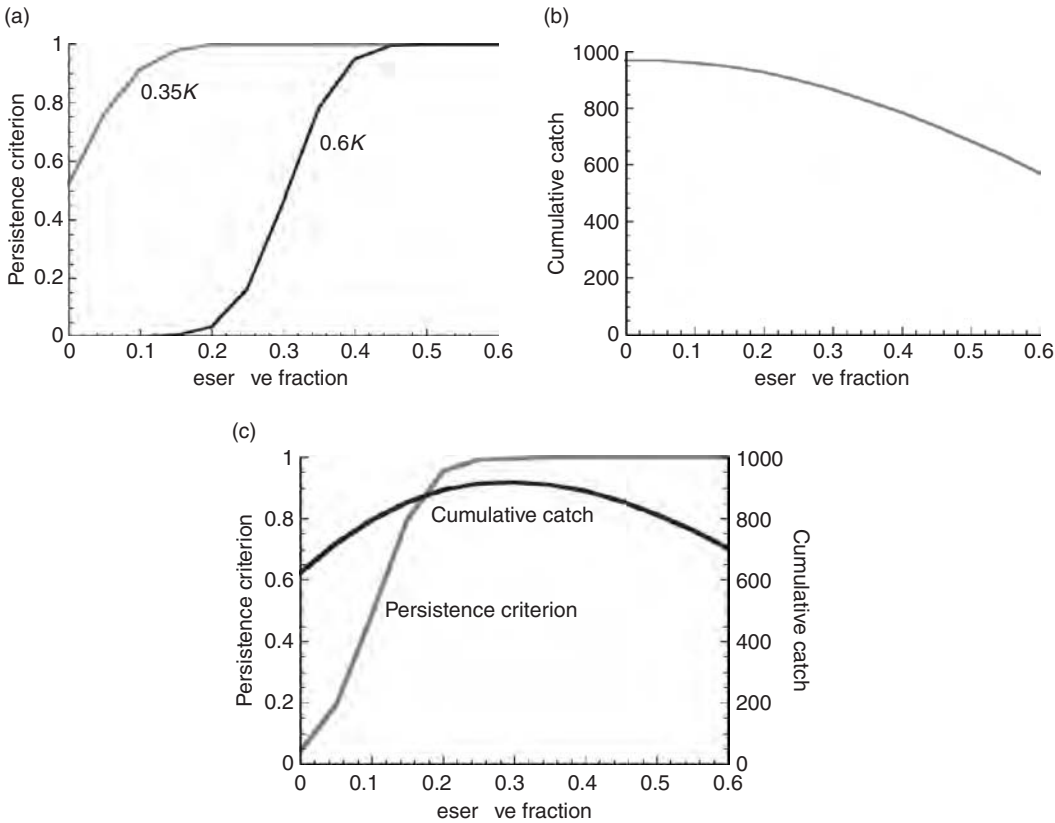 (a)
Persistence criterion
1
0.8
0.6
0.4
0.2
0
0.35K
0.6K
0 0.1 0.2 0.3 0.4 0.5 0.6
eser ve fraction
(b)
Cumulative catch
1000
800
600
400
200
0
0 0.1 0.2 0.3 0.4 0.5 0.6
eser ve fraction
(c)
Persistence criterion
1
0.8
0.6
0.4
0.2
0
Cumulative catch
Persistence criterion
1000
800
600
400
200
0
Cumulative catch
0 0.1 0.2 0.3 0.4 0.5 0.6
eser ve fraction